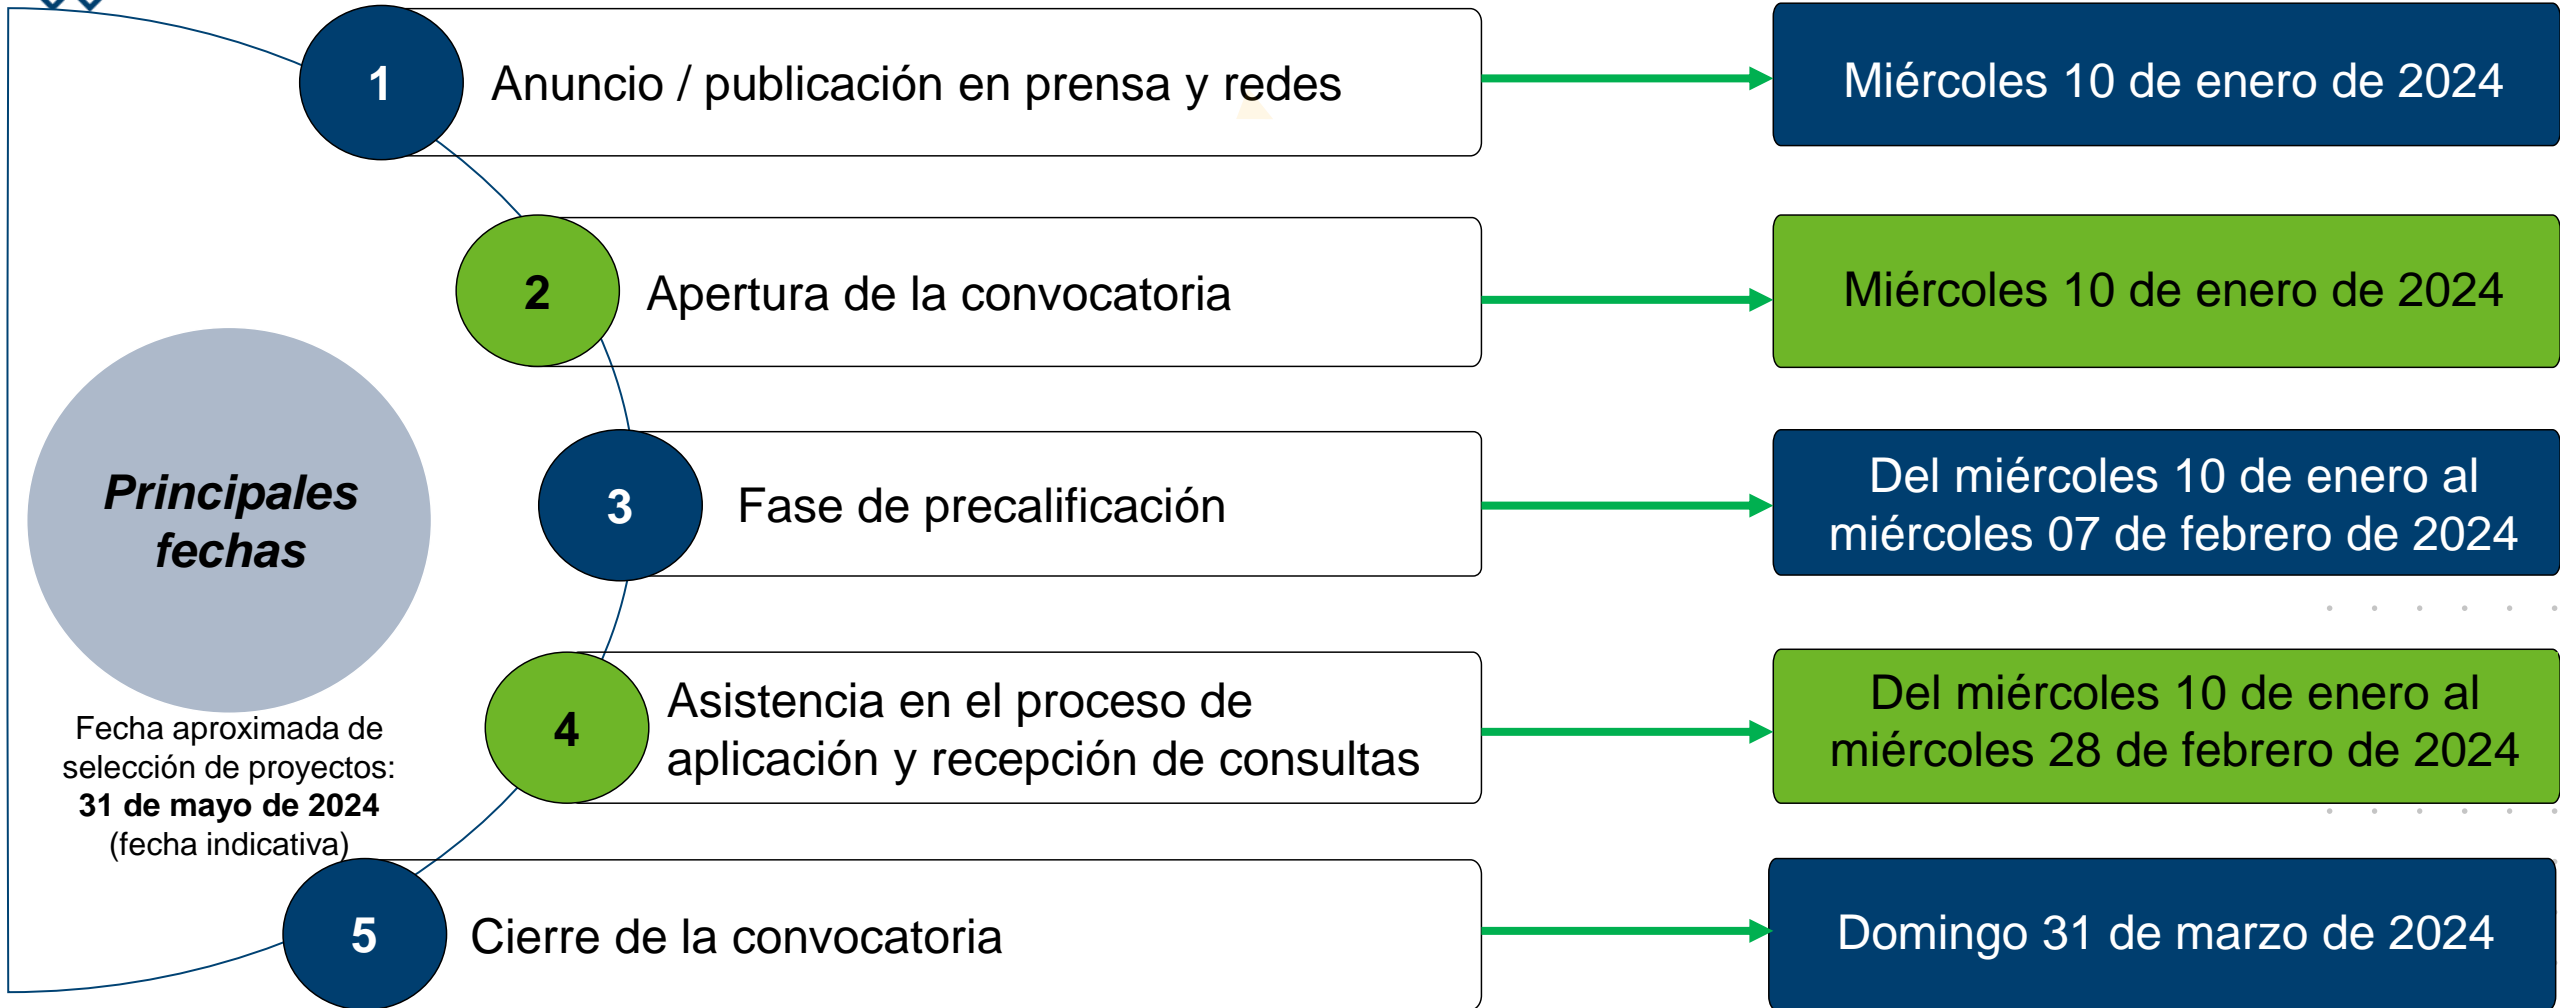 1
Anuncio / publicación en prensa y redes
Miércoles 10 de enero de 2024
2
Apertura de la convocatoria
Miércoles 10 de enero de 2024
Principales
fechas
3
Fase de precalificación
Del miércoles 10 de enero al
miércoles 07 de febrero de 2024
4
Asistencia en el proceso de
aplicación y recepción de consultas
Del miércoles 10 de enero al
miércoles 28 de febrero de 2024
Fecha aproximada de
selección de proyectos:
31 de mayo de 2024
(fecha indicativa)
5
Cierre de la convocatoria
Domingo 31 de marzo de 2024